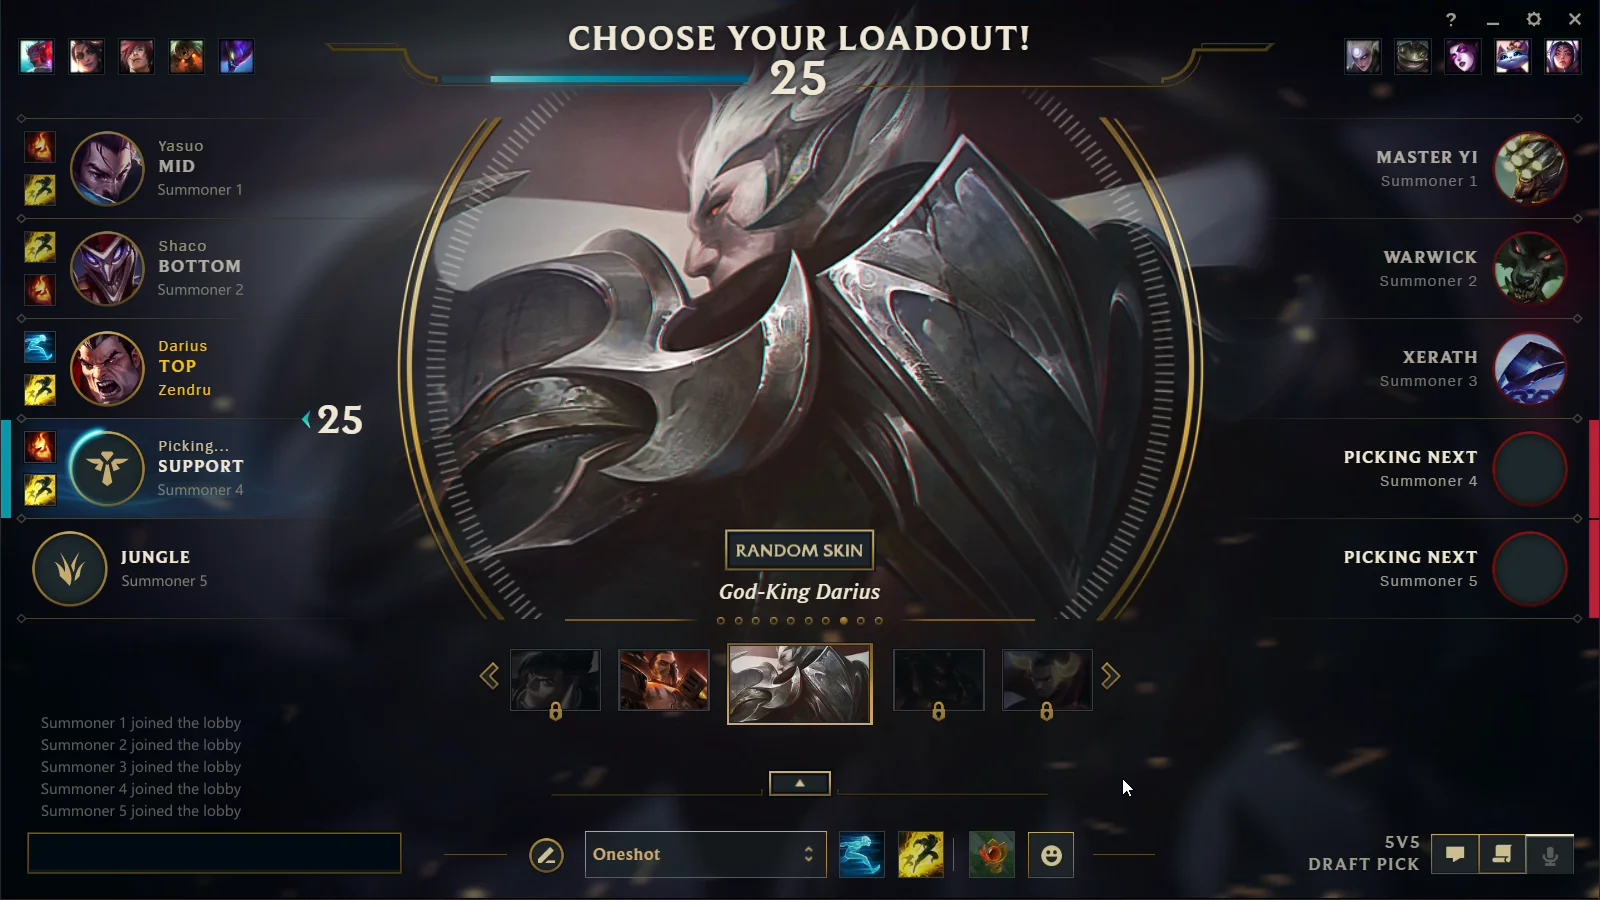 ?
CHOOSE YOUR LOADOUT!
25
Yasuo
MID
Summoner 1
Shaco
BOTTOM
Summoner 2
Darius
TOP
Zendru
25
Picking...
SUPPORT
Summoner 4
JUNGLE
Summoner 5
MASTER YI
Summoner 1
WARWICK
Summoner 2
XERATH
Summoner 3
PICKING NEXT
Summoner 4
PICKING NEXT
Summoner 5
RANDOM SKIN
God-King Darius
Summoner 1 joined the lobby
Summoner 2 joined the lobby
Summoner 3 joined the lobby
Summoner 4 joined the lobby
Summoner 5 joined the lobby
Oneshot
5V5
DRAFT PICK